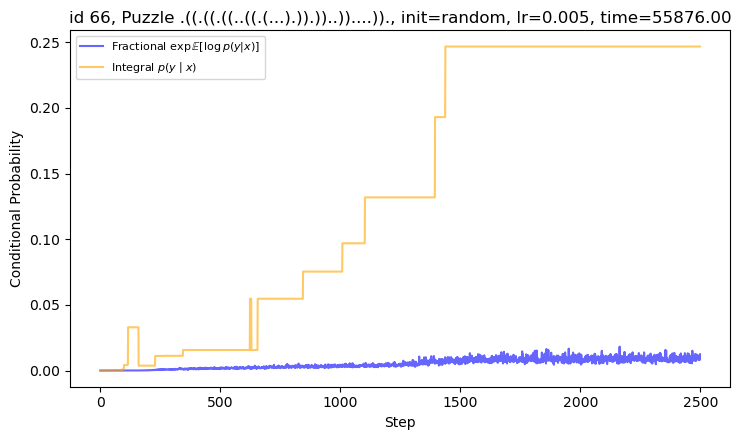 id 66, Puzzle .((.((.((..((.(...).)).))..))....))., init=random, lr=0.005, time=55876.00
Fractional exp𝔼[log p(y|x)]
Integral p(y | x)
Conditional Probability
0.25
0.20
0.15
0.10
0.05
0.00
0 500 1000 1500 2000 2500
Step